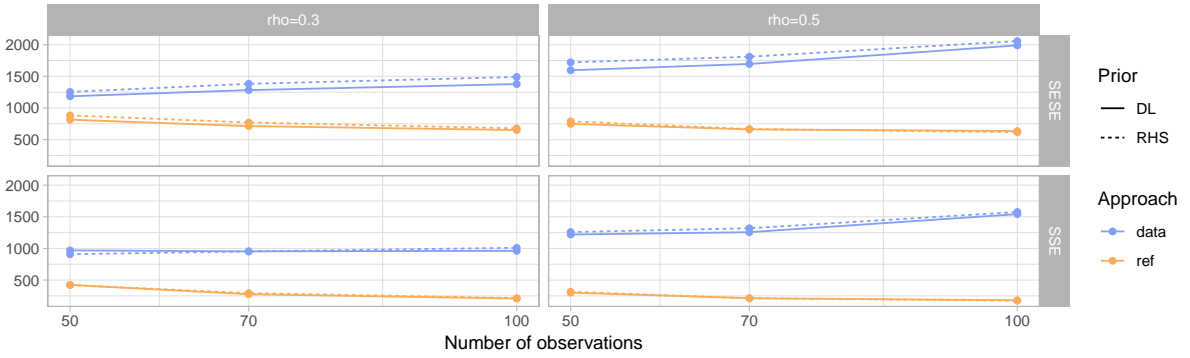 rho=0.3
rho=0.5
2000
1500
1000
500
SESE
2000
1500
1000
500
SSE
50
70
100
50
70
100
Number of observations
Prior
DL
RHS
Approach
data
ref